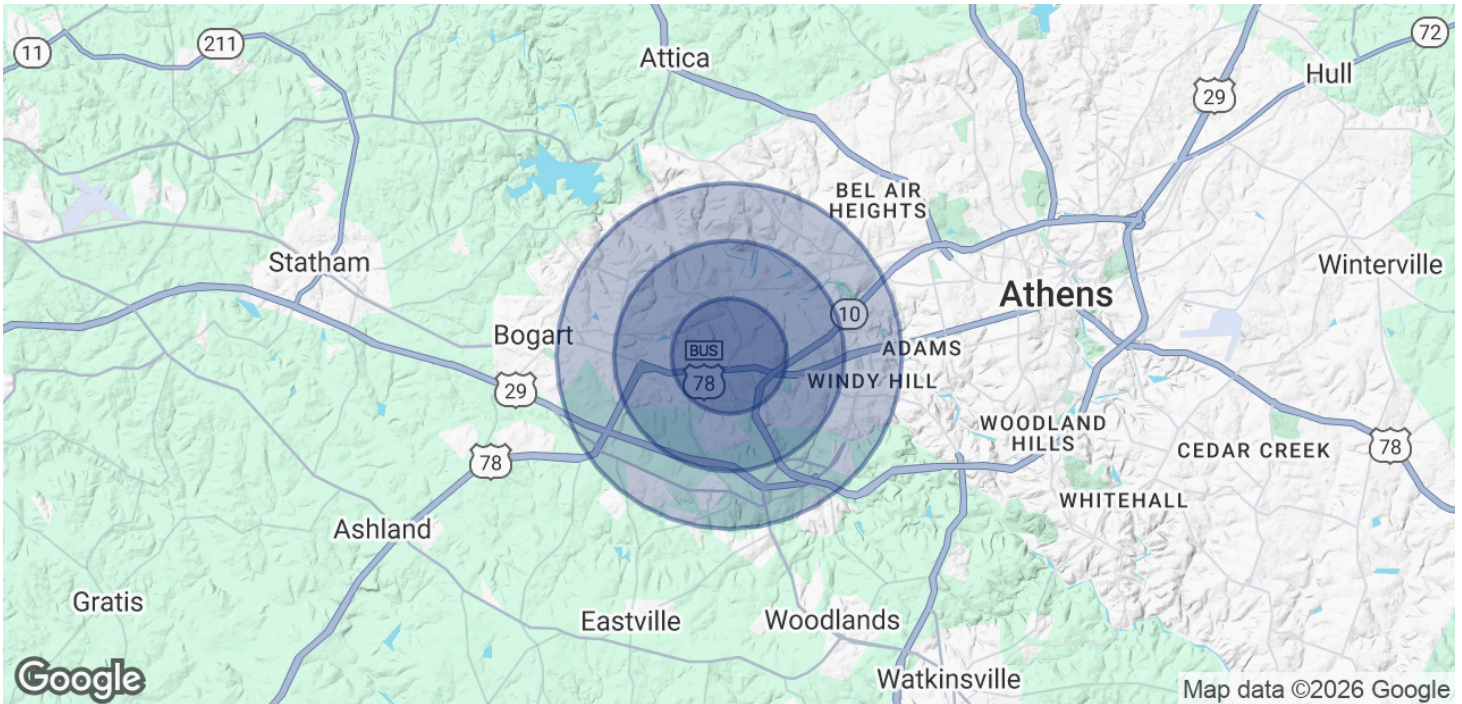 11
211
Attica
72
Hull
29
BEL AIR
HEIGHTS
Statham
Winterville
Athens
10
Bogart
BUS
78
ADAMS
WINDY HILL
29
WOODLAND
HILLS
78
CEDAR CREEK
78
WHITEHALL
Ashland
Gratis
Eastville
Woodlands
Watkinsville
Google
Map data ©2026 Google